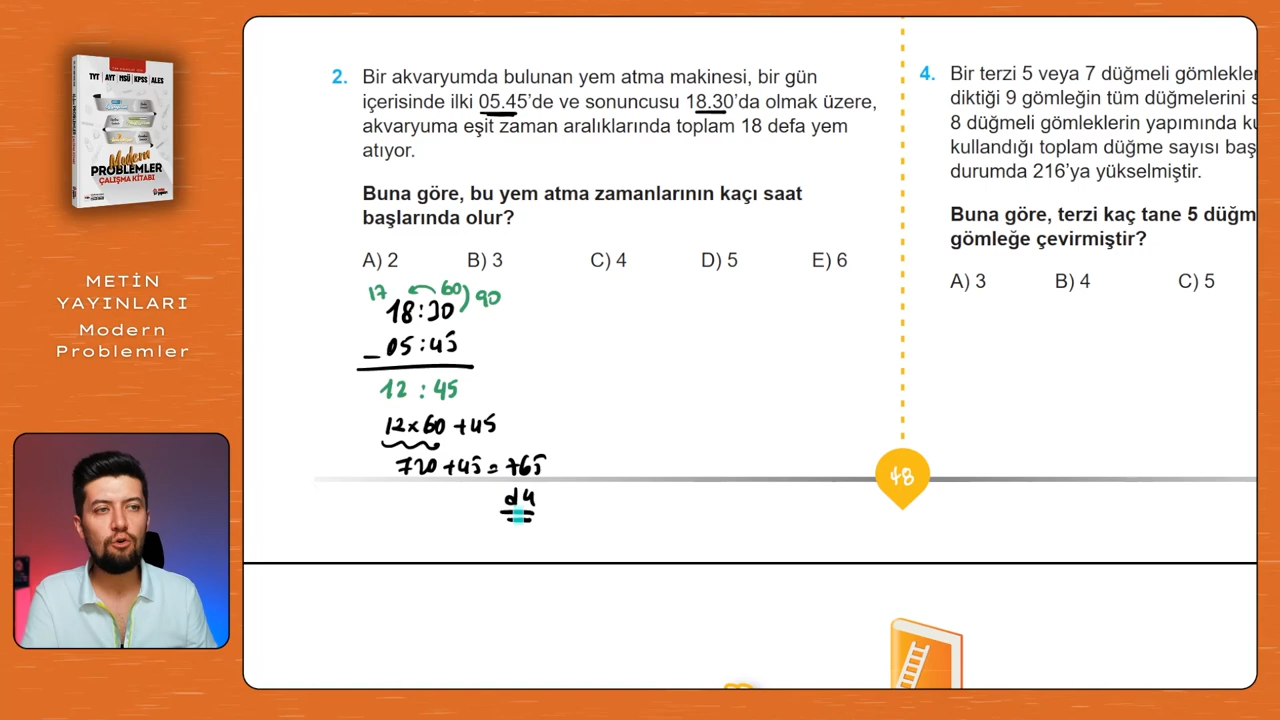 TYT | AYT | MSÜ | KPSS | ALES
Modern
PROBLEMLER
ÇALIŞMA KİTABI
METİN
YAYINLARI
Modern
Problemler
2. Bir akvaryumda bulunan yem atma makinesi, bir gün
içerisinde ilki 05.45'de ve sonuncusu 18.30'da olmak üzere,
akvaryuma eşit zaman aralıklarında toplam 18 defa yem
atıyor.
Buna göre, bu yem atma zamanlarının kaçı saat
başlarında olur?
A) 2 B) 3 C) 4 D) 5 E) 6
17 60 90
18:30
- 05:45
12:45
12x60+45
720+45=765
dk
4. Bir terzi 5 veya 7 düğmeli gömlekler
diktiği 9 gömleğin tüm düğmelerini s
8 düğmeli gömleklerin yapımında ku
kullandığı toplam düğme sayısı baş
durumda 216'ya yükselmiştir.
Buna göre, terzi kaç tane 5 düğm
gömleğe çevirmiştir?
A) 3 B) 4 C) 5
48